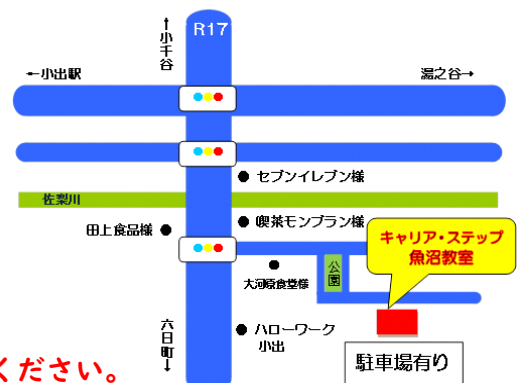 ↑小千谷
R17
←小出駅
湯之谷→
● セブンイレブン様
佐梨川
● 喫茶モンブラン様
田上食品様 ●
キャリア・ステップ
魚沼教室
公園
大河原食堂様
六日町↓
● ハローワーク
小出
駐車場有り
ください。